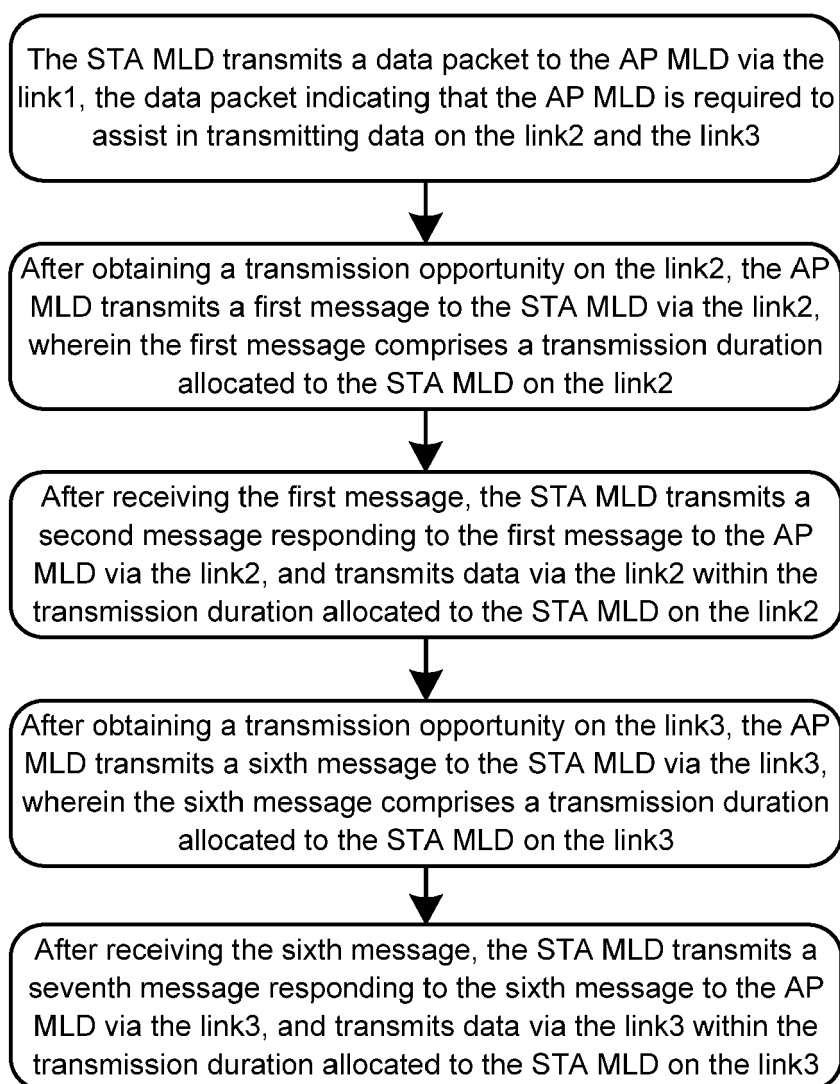 The STA MLD transmits a data packet to the AP MLD via the
link1, the data packet indicating that the AP MLD is required to
assist in transmitting data on the link2 and the link3
After obtaining a transmission opportunity on the link2, the AP
MLD transmits a first message to the STA MLD via the link2,
wherein the first message comprises a transmission duration
allocated to the STA MLD on the link2
After receiving the first message, the STA MLD transmits a
second message responding to the first message to the AP
MLD via the link2, and transmits data via the link2 within the
transmission duration allocated to the STA MLD on the link2
After obtaining a transmission opportunity on the link3, the AP
MLD transmits a sixth message to the STA MLD via the link3,
wherein the sixth message comprises a transmission duration
allocated to the STA MLD on the link3
After receiving the sixth message, the STA MLD transmits a
seventh message responding to the sixth message to the AP
MLD via the link3, and transmits data via the link3 within the
transmission duration allocated to the STA MLD on the link3